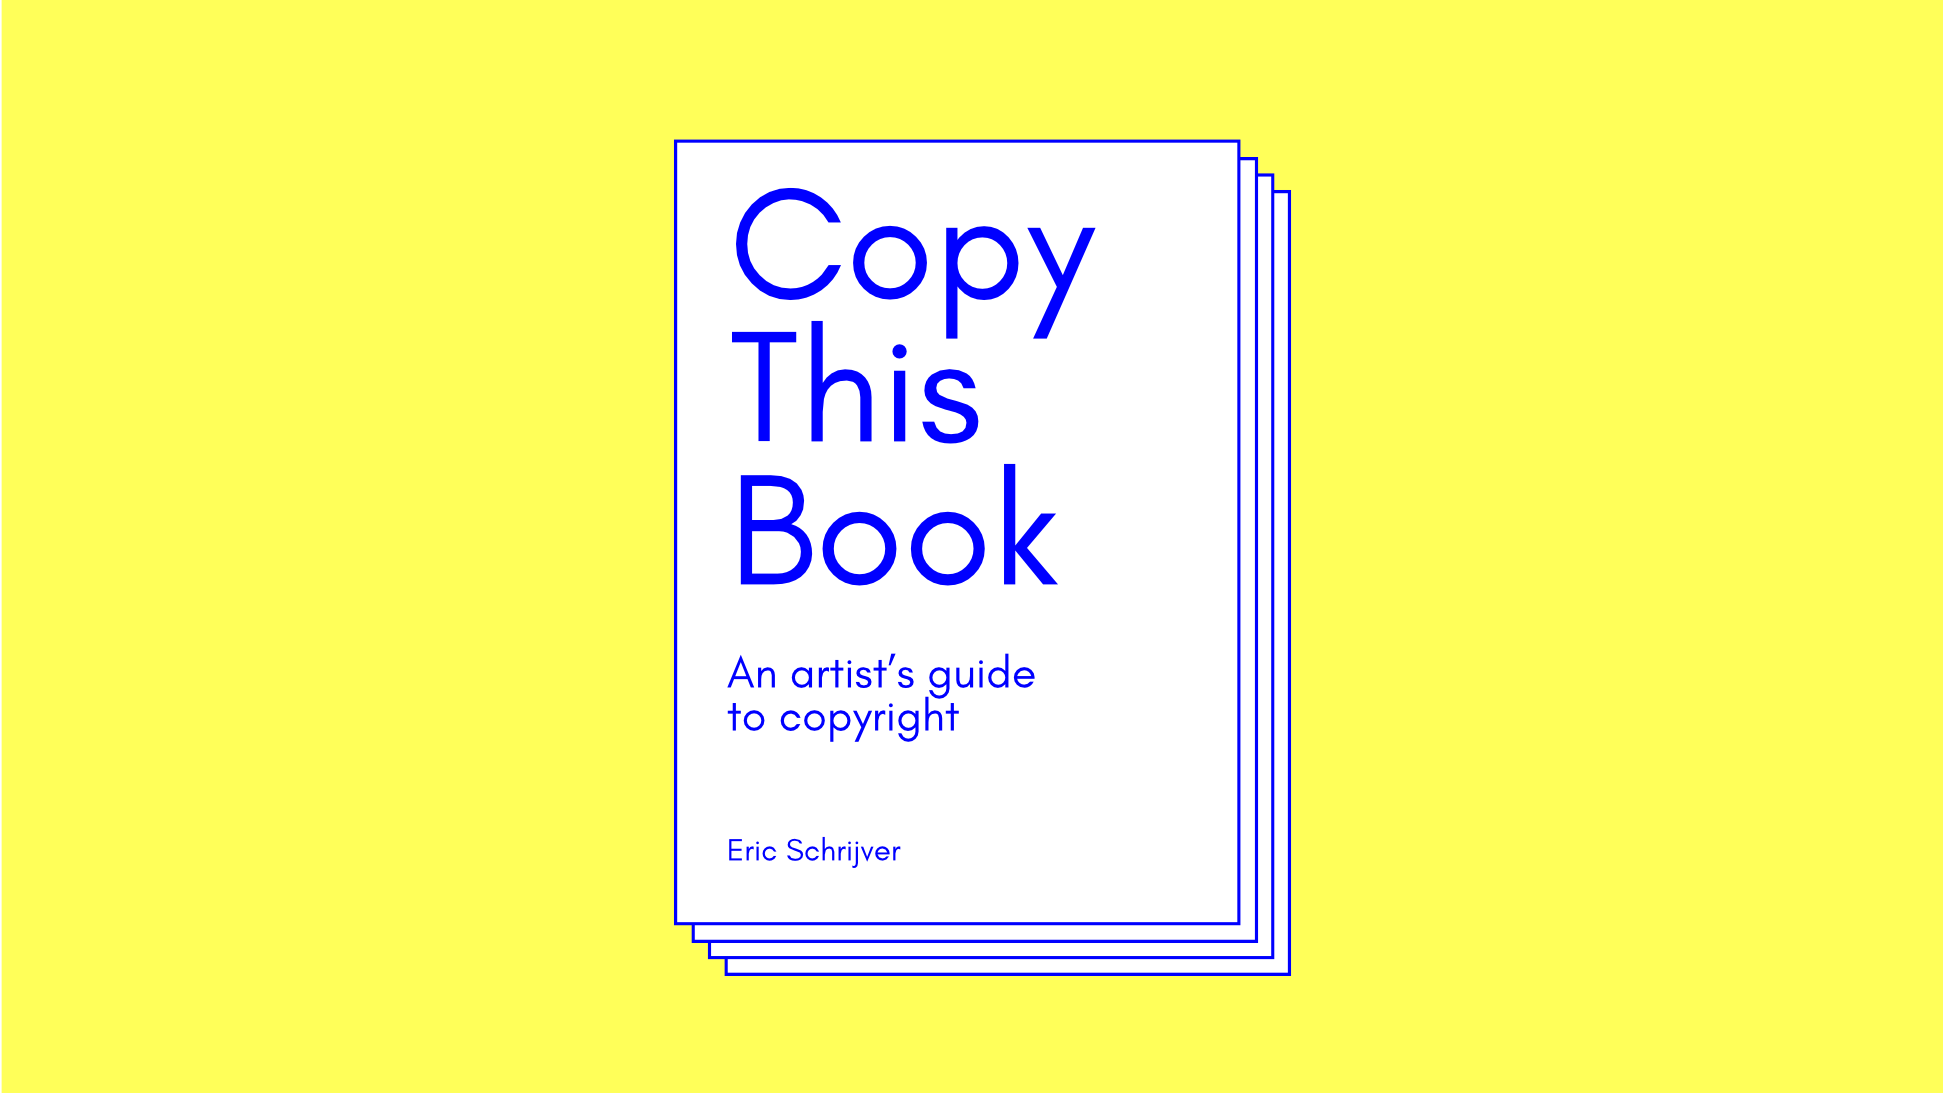 Copy
This
Book
An artist’s guide
to copyright
Eric Schrijver